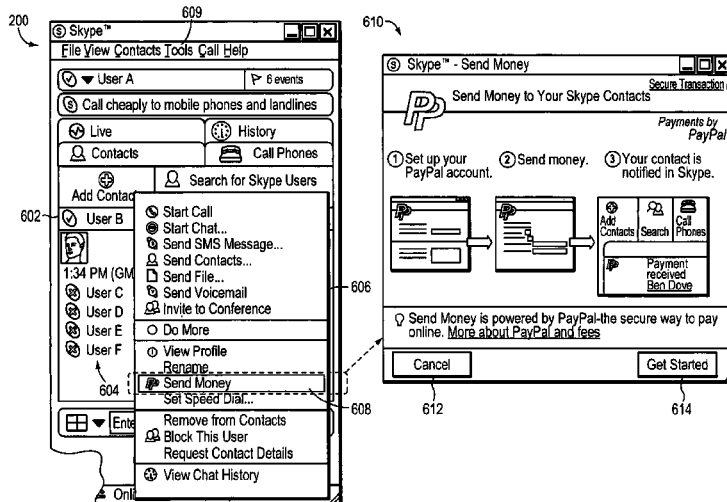 200
609
Skype™
File View Contacts Tools Call Help
User A
6 events
Call cheaply to mobile phones and landlines
Live
History
Contacts
Call Phones
Add Contac
Search for Skype Users
602
User B
1:34 PM (GM
User C
User D
User E
User F
604
Ente
Onli
Start Call
Start Chat...
Send SMS Message...
Send Contacts...
Send File...
Send Voicemail
Invite to Conference
Do More
View Profile
Rename
Send Money
Set Speed Dial...
Remove from Contacts
Block This User
Request Contact Details
View Chat History
606
608
610
Skype™ - Send Money
Secure Transaction
Send Money to Your Skype Contacts
Payments by
PayPal
1 Set up your
PayPal account.
2 Send money.
3 Your contact is
notified in Skype.
Add
Contacts
Search
Call
Phones
Payment
received
Ben Dove
Send Money is powered by PayPal-the secure way to pay
online. More about PayPal and fees
Cancel
Get Started
612
614